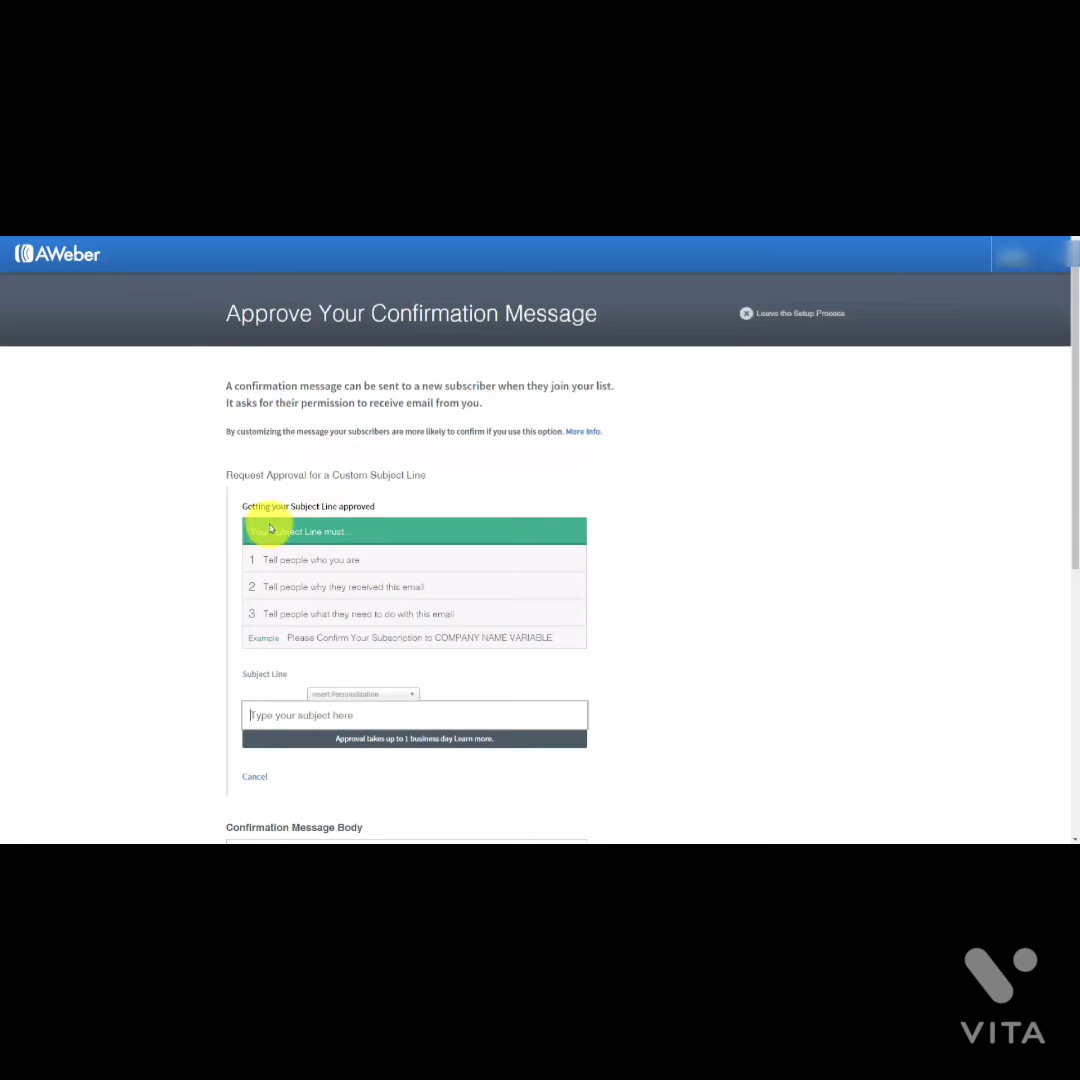 AWeber
Approve Your Confirmation Message
Leave the Setup Process
A confirmation message can be sent to a new subscriber when they join your list.
It asks for their permission to receive email from you.
By customizing the message your subscribers are more likely to confirm if you use this option. More Info.
Request Approval for a Custom Subject Line
Getting your Subject Line approved
Your Subject Line must...
1 Tell people who you are
2 Tell people why they received this email
3 Tell people what they need to do with this email
Example Please Confirm Your Subscription to COMPANY NAME VARIABLE
Subject Line
Insert Personalization
Type your subject here
Approval takes up to 1 business day Learn more.
Cancel
Confirmation Message Body
VITA